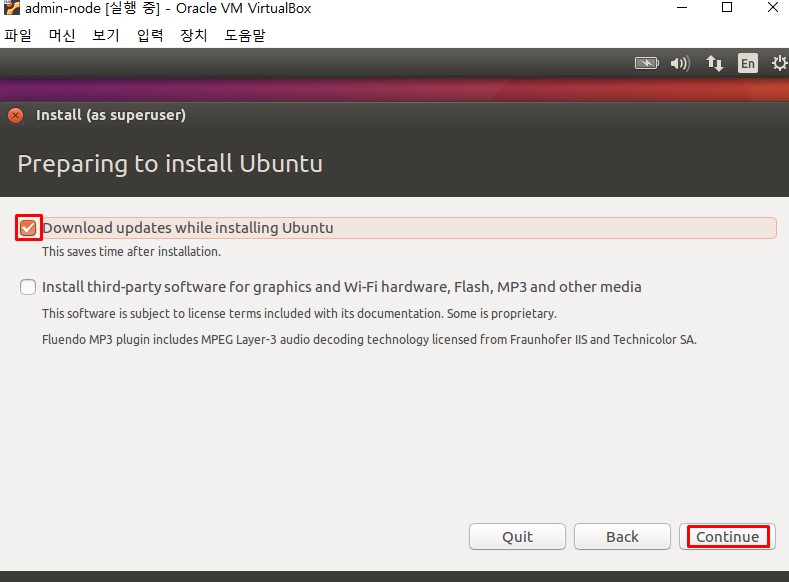 admin-node [실행 중] - Oracle VM VirtualBox
파일 머신 보기 입력 장치 도움말
En
Install (as superuser)
Preparing to install Ubuntu
Download updates while installing Ubuntu
This saves time after installation.
Install third-party software for graphics and Wi-Fi hardware, Flash, MP3 and other media
This software is subject to license terms included with its documentation. Some is proprietary.
Fluendo MP3 plugin includes MPEG Layer-3 audio decoding technology licensed from Fraunhofer IIS and Technicolor SA.
Quit Back Continue